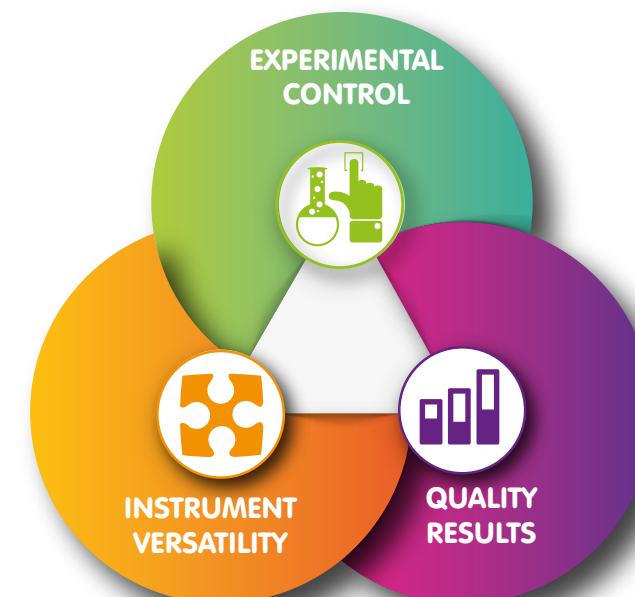 EXPERIMENTAL
CONTROL
INSTRUMENT
VERSATILITY
QUALITY
RESULTS